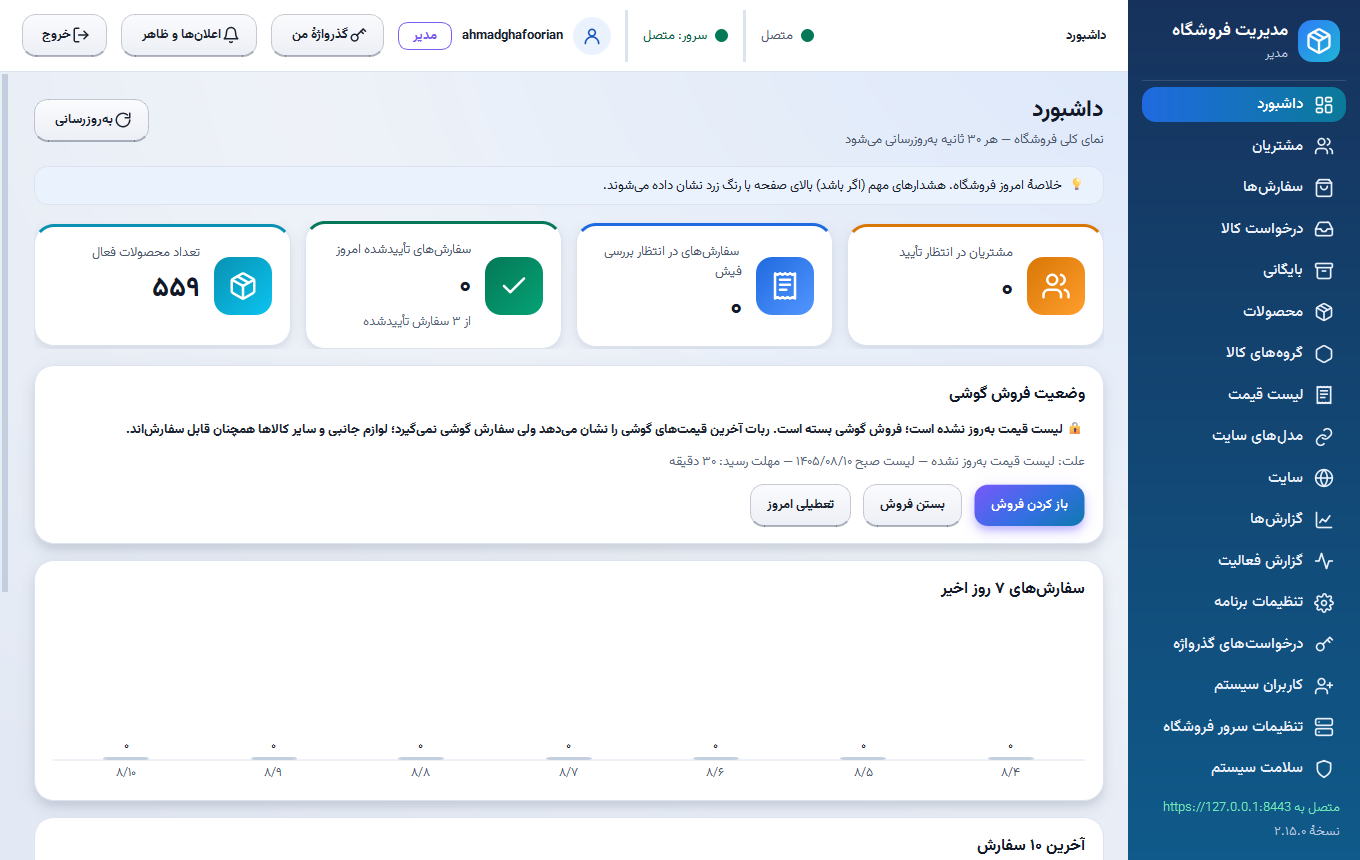 مدیریت فروشگاه
مدیر
داشبورد
مشتریان
سفارش‌ها
درخواست کالا
بایگانی
محصولات
گروه‌های کالا
لیست قیمت
مدل‌های سایت
سایت
گزارش‌ها
گزارش فعالیت
تنظیمات برنامه
درخواست‌های گذرواژه
کاربران سیستم
تنظیمات سرور فروشگاه
سلامت سیستم
متصل به https://127.0.0.1:8443
نسخهٔ ۲.۱۵.۰
داشبورد
متصل
سرور: متصل
ahmadghafoorian
مدیر
گذرواژهٔ من
اعلان‌ها و ظاهر
خروج
داشبورد
نمای کلی فروشگاه — هر ۳۰ ثانیه به‌روزرسانی می‌شود
به‌روزرسانی
خلاصهٔ امروز فروشگاه. هشدارهای مهم (اگر باشد) بالای صفحه با رنگ زرد نشان داده می‌شوند.
مشتریان در انتظار تأیید
۰
سفارش‌های در انتظار بررسی
فیش
۰
سفارش‌های تأییدشده امروز
۰
از ۳ سفارش تأییدشده
تعداد محصولات فعال
۵۵۹
وضعیت فروش گوشی
لیست قیمت به‌روز نشده است؛ فروش گوشی بسته است. ربات آخرین قیمت‌های گوشی را نشان می‌دهد ولی سفارش گوشی نمی‌گیرد؛ لوازم جانبی و سایر کالاها همچنان قابل سفارش‌اند.
علت: لیست قیمت به‌روز نشده — لیست صبح ۱۴۰۵/۰۸/۱۰ — مهلت رسید: ۳۰ دقیقه
باز کردن فروش
بستن فروش
تعطیلی امروز
سفارش‌های ۷ روز اخیر
۰ ۰ ۰ ۰ ۰ ۰ ۰
۸/۴ ۸/۵ ۸/۶ ۸/۷ ۸/۸ ۸/۹ ۸/۱۰
آخرین ۱۰ سفارش